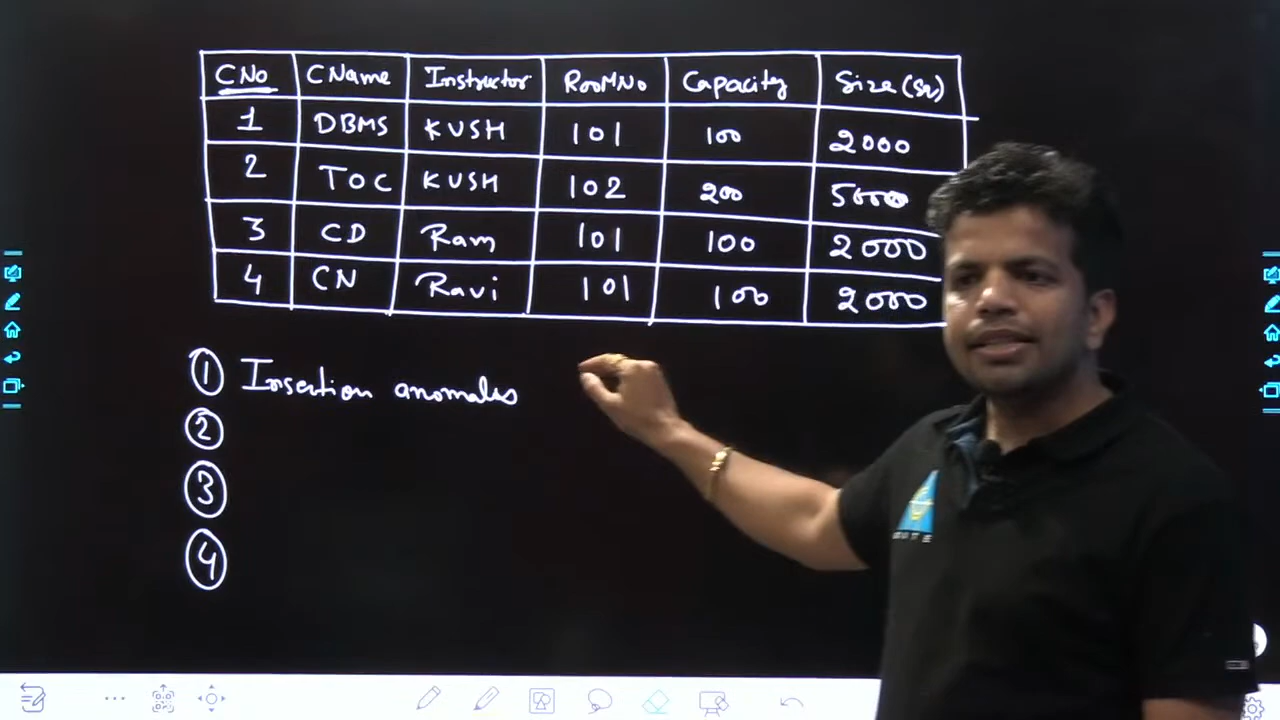 CNo CName Instructor RooMNo Capacity Size(Sq)
1 DBMS KUSH 101 100 2000
2 TOC KUSH 102 200 5000
3 CD Ram 101 100 2000
4 CN Ravi 101 100 2000
① Insertion anomalies
②
③
④